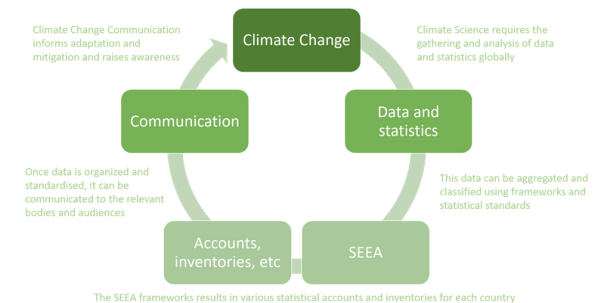 Climate Change Communication
informs adaptation and
mitigation and raises awareness
Climate Change
Climate Science requires the
gathering and analysis of data
and statistics globally
Communication
Data and
statistics
Once data is organized and
standardised, it can be
communicated to the relevant
bodies and audiences
This data can be aggregated and
classified using frameworks and
statistical standards
Accounts,
inventories, etc
SEEA
The SEEA frameworks results in various statistical accounts and inventories for each country